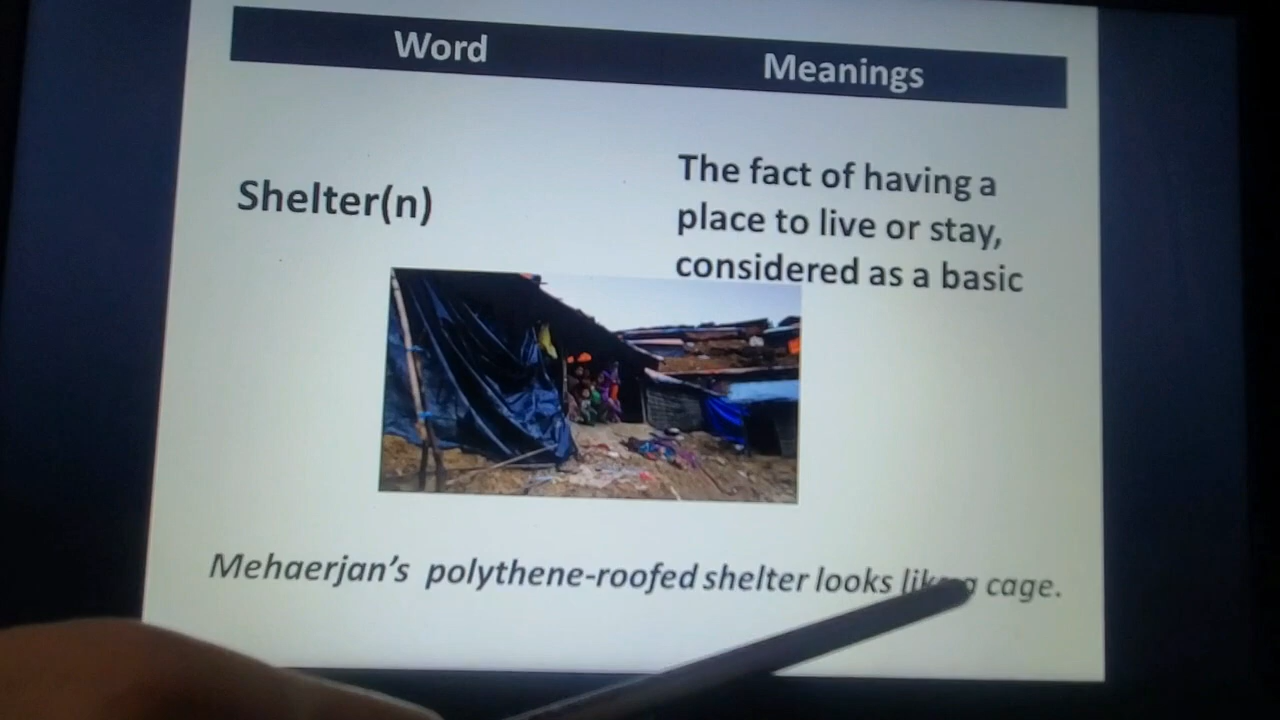 Word Meanings
Shelter(n)
The fact of having a
place to live or stay,
considered as a basic
Mehaerjan's polythene-roofed shelter looks like a cage.